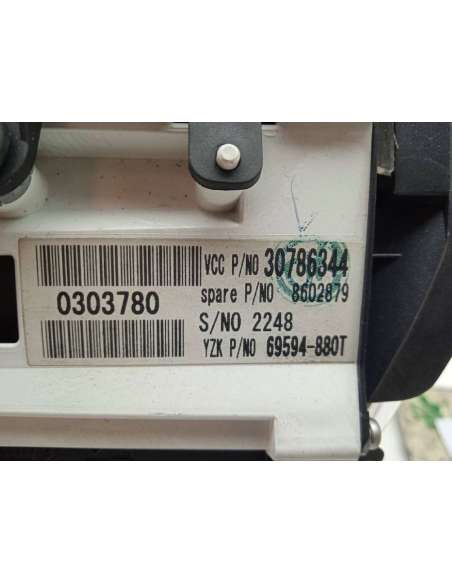 VCC P/NO 30786344
spare P/NO 8602879
0303780
S/NO 2248
YZK P/NO 69594-880T